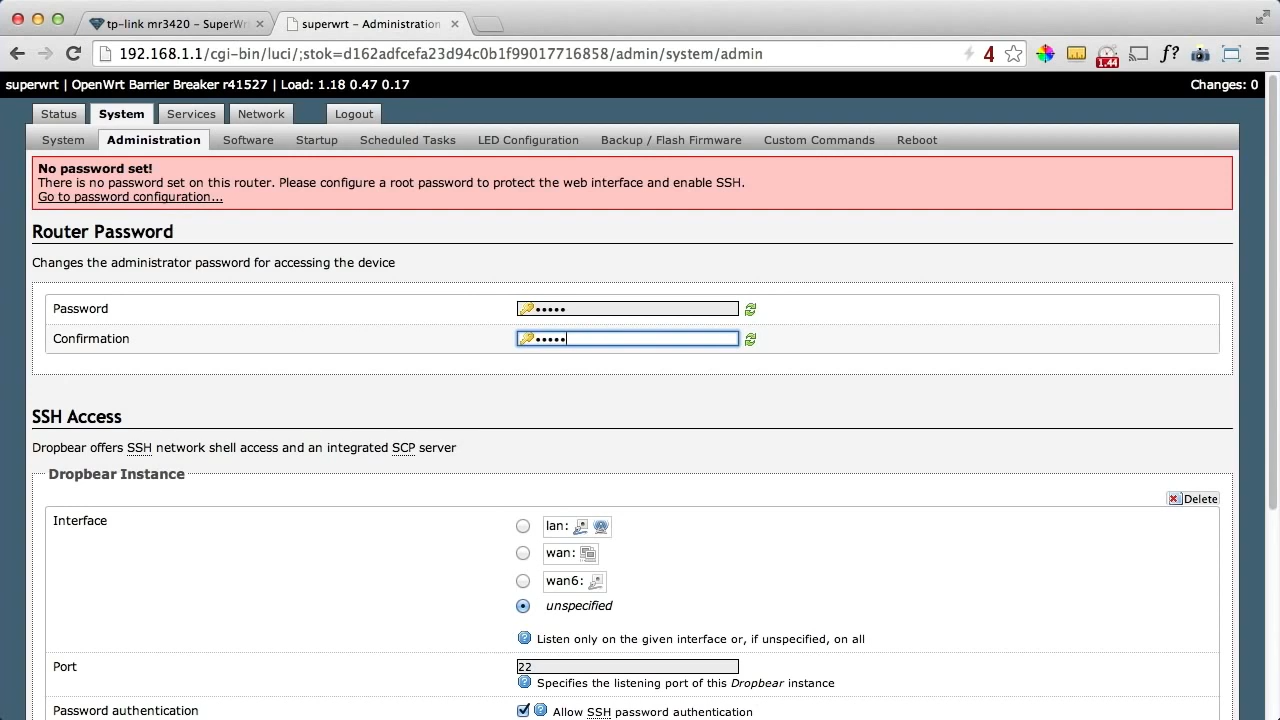 tp-link mr3420 – SuperWr
superwrt – Administration
192.168.1.1/cgi-bin/luci/;stok=d162adfcefa23d94c0b1f99017716858/admin/system/admin
4
1.44
f?
superwrt | OpenWrt Barrier Breaker r41527 | Load: 1.18 0.47 0.17
Changes: 0
Status
System
Services
Network
Logout
System
Administration
Software
Startup
Scheduled Tasks
LED Configuration
Backup / Flash Firmware
Custom Commands
Reboot
No password set!
There is no password set on this router. Please configure a root password to protect the web interface and enable SSH.
Go to password configuration...
Router Password
Changes the administrator password for accessing the device
Password
•••••
Confirmation
•••••
SSH Access
Dropbear offers SSH network shell access and an integrated SCP server
Dropbear Instance
Delete
Interface
lan:
wan:
wan6:
unspecified
Listen only on the given interface or, if unspecified, on all
Port
22
Specifies the listening port of this Dropbear instance
Password authentication
Allow SSH password authentication